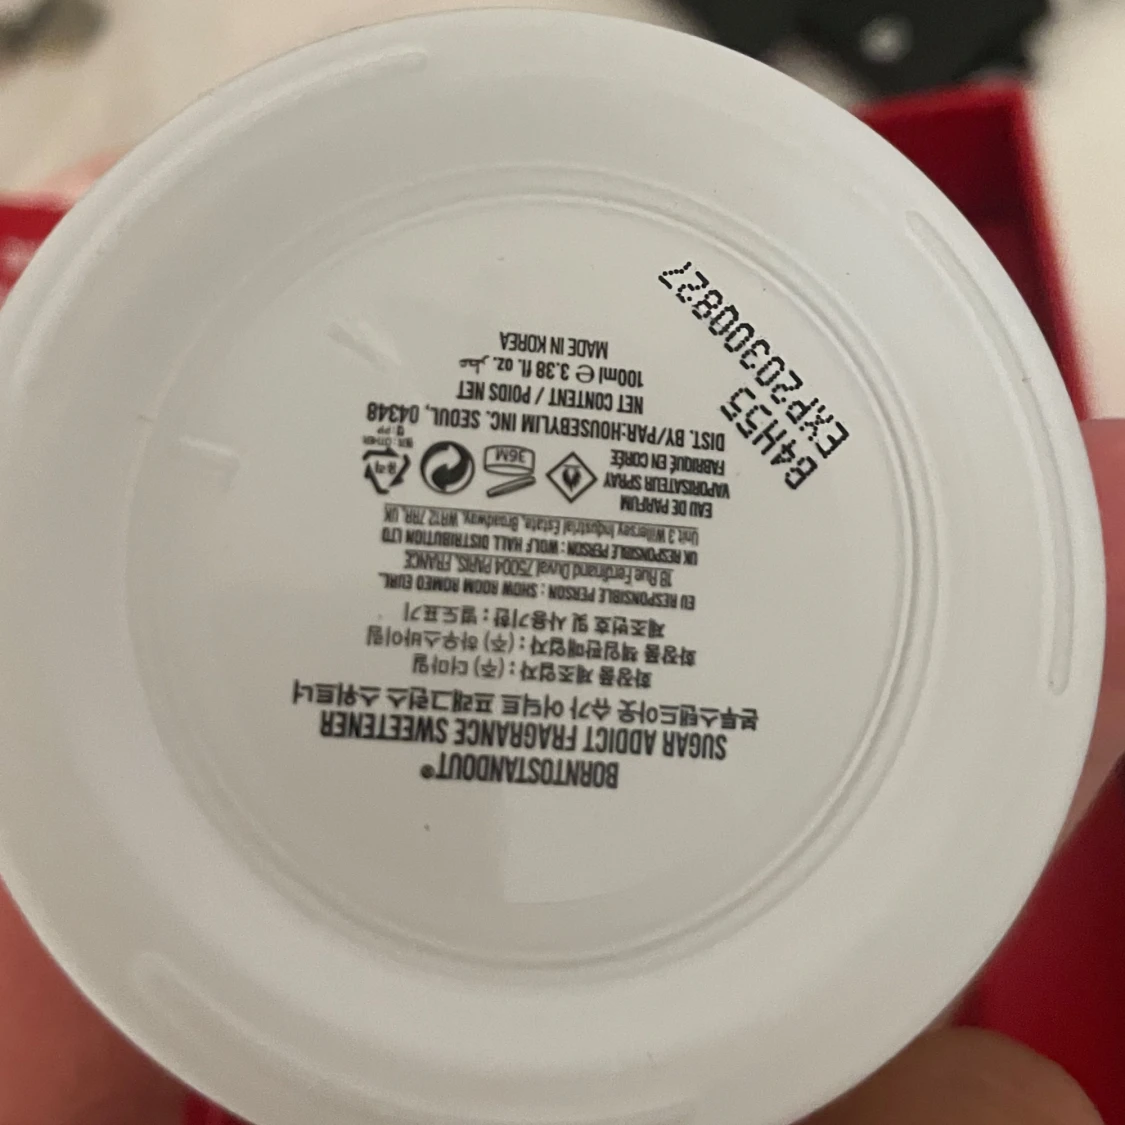 BORNTOSTANDOUT®
SUGAR ADDICT FRAGRANCE SWEETENER
본투스탠드아웃 슈가 어딕트 프래그런스 스위트너
화장품 제조업자 : (주) 더마일
화장품 책임판매업자 : (주) 하우스바이림
제조번호 및 사용기한 : 별도표기
EU RESPONSIBLE PERSON : SHOW ROOM ROMEO EURL.
18 Rue Ferdinand Duval 75004 PARIS, FRANCE
UK RESPONSIBLE PERSON : WOLF HALL DISTRIBUTION LTD
Unit 3 Willersey Industrial Estate, Broadway, WR12 7RR, UK
EAU DE PARFUM
VAPORISATEUR SPRAY
FABRIQUÉ EN CORÉE
36M
DIST. BY/PAR:HOUSEBYLIM INC. SEOUL, 04348
NET CONTENT / POIDS NET
100ml ℮ 3.38 fl. oz.
MADE IN KOREA
B4H55
EXP20300827